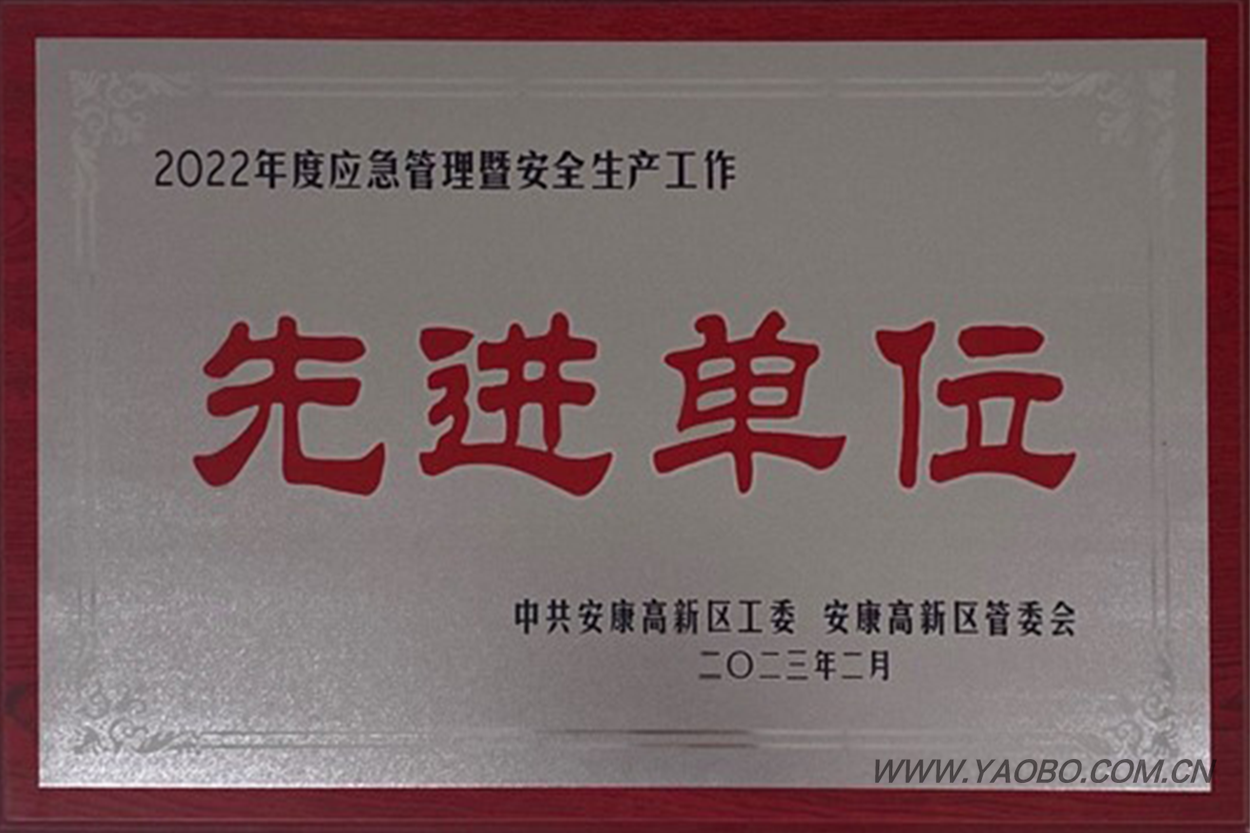 2022年度应急管理暨安全生产工作
先进单位
中共安康高新区工委 安康高新区管委会
二〇二三年二月
WWW.YAOBO.COM.CN